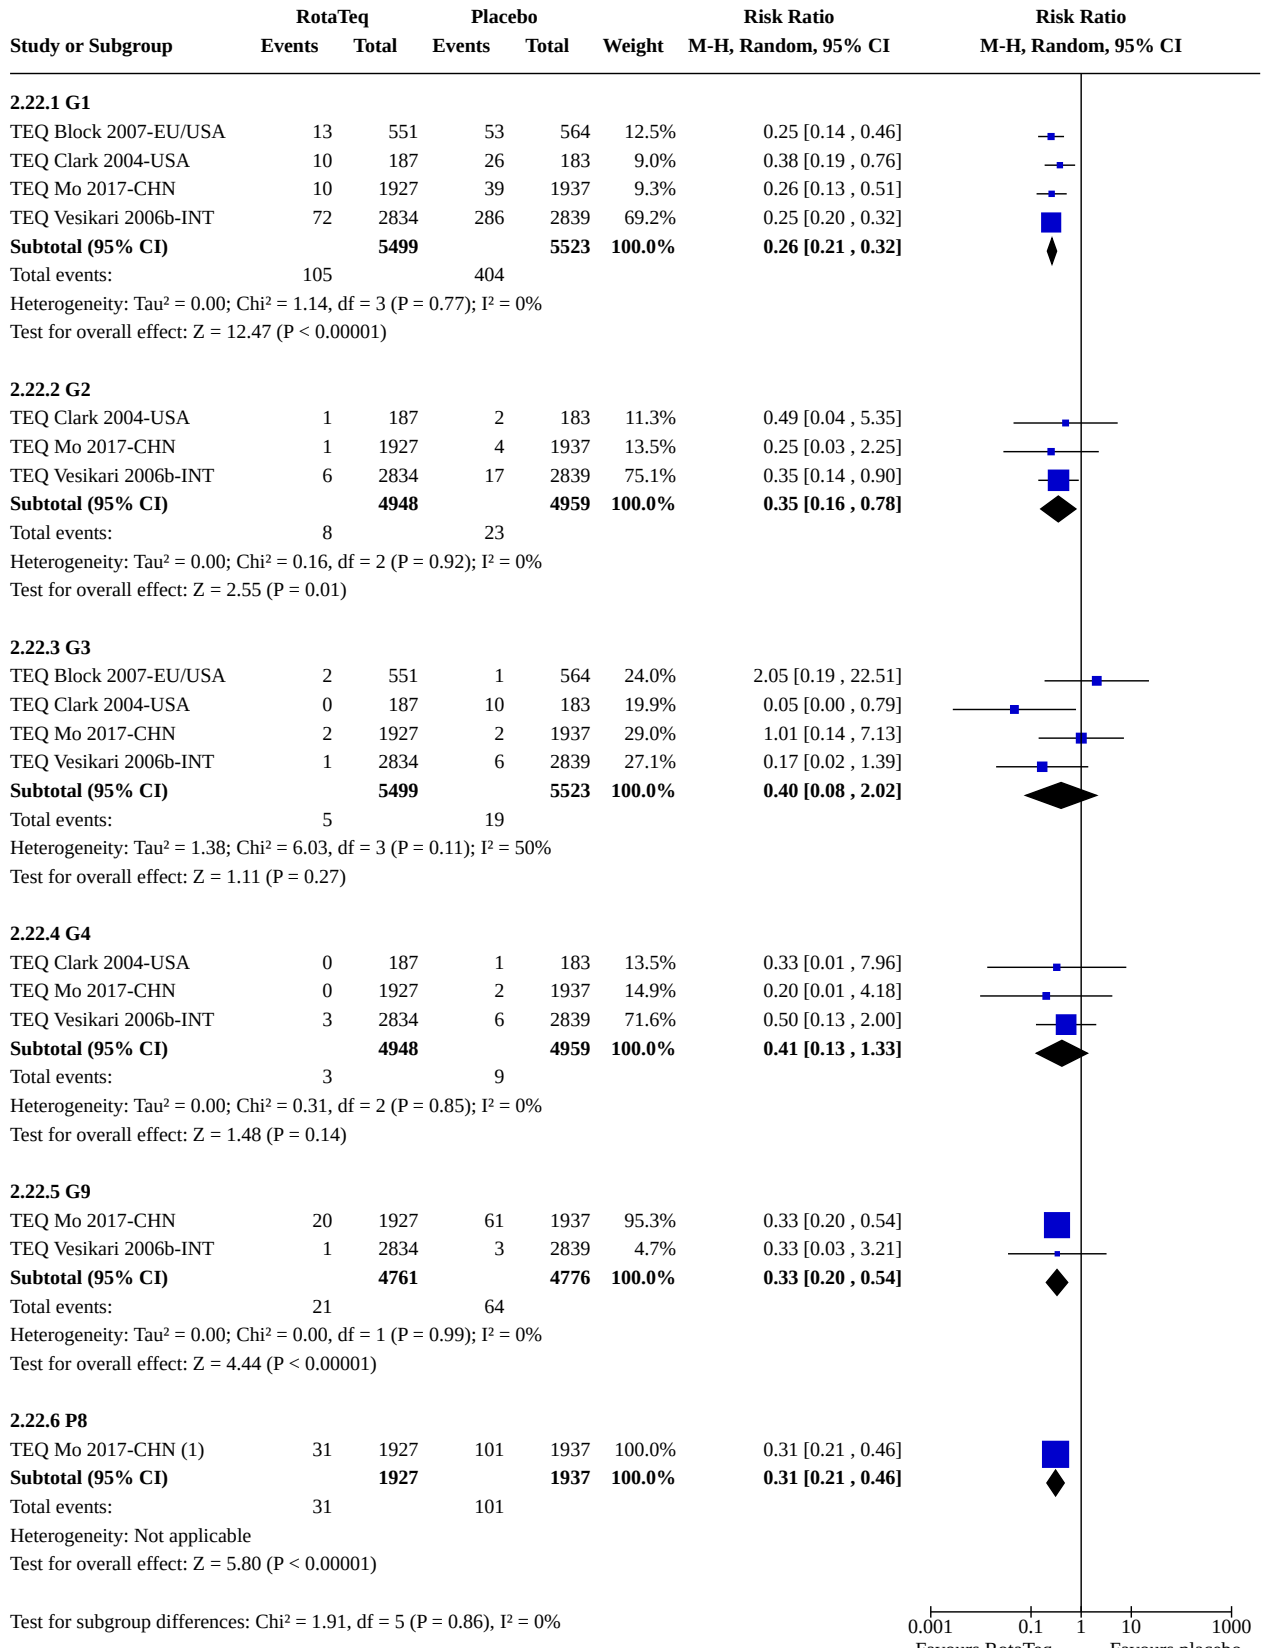 RotaTeq Placebo Risk Ratio Risk Ratio
Study or Subgroup Events Total Events Total Weight M-H, Random, 95% CI M-H, Random, 95% CI
2.22.1 G1
TEQ Block 2007-EU/USA 13 551 53 564 12.5% 0.25 [0.14 , 0.46]
TEQ Clark 2004-USA 10 187 26 183 9.0% 0.38 [0.19 , 0.76]
TEQ Mo 2017-CHN 10 1927 39 1937 9.3% 0.26 [0.13 , 0.51]
TEQ Vesikari 2006b-INT 72 2834 286 2839 69.2% 0.25 [0.20 , 0.32]
Subtotal (95% CI) 5499 5523 100.0% 0.26 [0.21 , 0.32]
Total events: 105 404
Heterogeneity: Tau² = 0.00; Chi² = 1.14, df = 3 (P = 0.77); I² = 0%
Test for overall effect: Z = 12.47 (P < 0.00001)
2.22.2 G2
TEQ Clark 2004-USA 1 187 2 183 11.3% 0.49 [0.04 , 5.35]
TEQ Mo 2017-CHN 1 1927 4 1937 13.5% 0.25 [0.03 , 2.25]
TEQ Vesikari 2006b-INT 6 2834 17 2839 75.1% 0.35 [0.14 , 0.90]
Subtotal (95% CI) 4948 4959 100.0% 0.35 [0.16 , 0.78]
Total events: 8 23
Heterogeneity: Tau² = 0.00; Chi² = 0.16, df = 2 (P = 0.92); I² = 0%
Test for overall effect: Z = 2.55 (P = 0.01)
2.22.3 G3
TEQ Block 2007-EU/USA 2 551 1 564 24.0% 2.05 [0.19 , 22.51]
TEQ Clark 2004-USA 0 187 10 183 19.9% 0.05 [0.00 , 0.79]
TEQ Mo 2017-CHN 2 1927 2 1937 29.0% 1.01 [0.14 , 7.13]
TEQ Vesikari 2006b-INT 1 2834 6 2839 27.1% 0.17 [0.02 , 1.39]
Subtotal (95% CI) 5499 5523 100.0% 0.40 [0.08 , 2.02]
Total events: 5 19
Heterogeneity: Tau² = 1.38; Chi² = 6.03, df = 3 (P = 0.11); I² = 50%
Test for overall effect: Z = 1.11 (P = 0.27)
2.22.4 G4
TEQ Clark 2004-USA 0 187 1 183 13.5% 0.33 [0.01 , 7.96]
TEQ Mo 2017-CHN 0 1927 2 1937 14.9% 0.20 [0.01 , 4.18]
TEQ Vesikari 2006b-INT 3 2834 6 2839 71.6% 0.50 [0.13 , 2.00]
Subtotal (95% CI) 4948 4959 100.0% 0.41 [0.13 , 1.33]
Total events: 3 9
Heterogeneity: Tau² = 0.00; Chi² = 0.31, df = 2 (P = 0.85); I² = 0%
Test for overall effect: Z = 1.48 (P = 0.14)
2.22.5 G9
TEQ Mo 2017-CHN 20 1927 61 1937 95.3% 0.33 [0.20 , 0.54]
TEQ Vesikari 2006b-INT 1 2834 3 2839 4.7% 0.33 [0.03 , 3.21]
Subtotal (95% CI) 4761 4776 100.0% 0.33 [0.20 , 0.54]
Total events: 21 64
Heterogeneity: Tau² = 0.00; Chi² = 0.00, df = 1 (P = 0.99); I² = 0%
Test for overall effect: Z = 4.44 (P < 0.00001)
2.22.6 P8
TEQ Mo 2017-CHN (1) 31 1927 101 1937 100.0% 0.31 [0.21 , 0.46]
Subtotal (95% CI) 1927 1937 100.0% 0.31 [0.21 , 0.46]
Total events: 31 101
Heterogeneity: Not applicable
Test for overall effect: Z = 5.80 (P < 0.00001)
Test for subgroup differences: Chi² = 1.91, df = 5 (P = 0.86), I² = 0%
0.001 0.1 1 10 1000
Favours RotaTeq Favours placebo